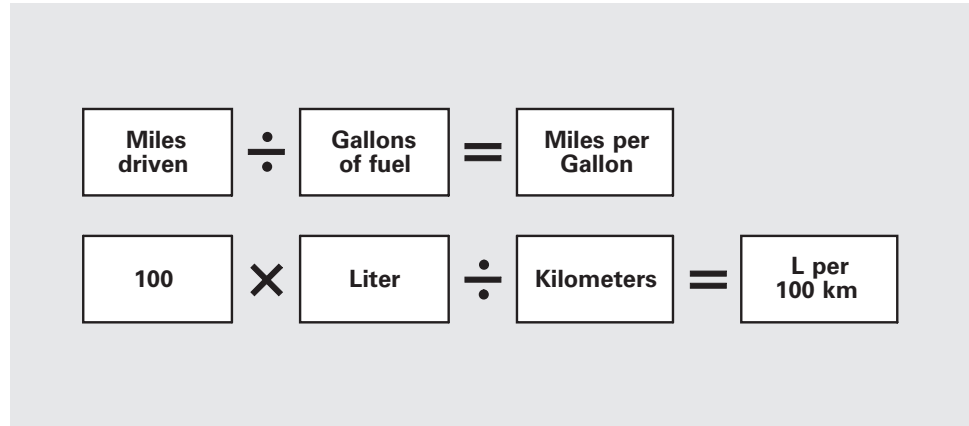 Miles
driven
÷
Gallons
of fuel
=
Miles per
Gallon
100
×
Liter
÷
Kilometers
=
L per
100 km